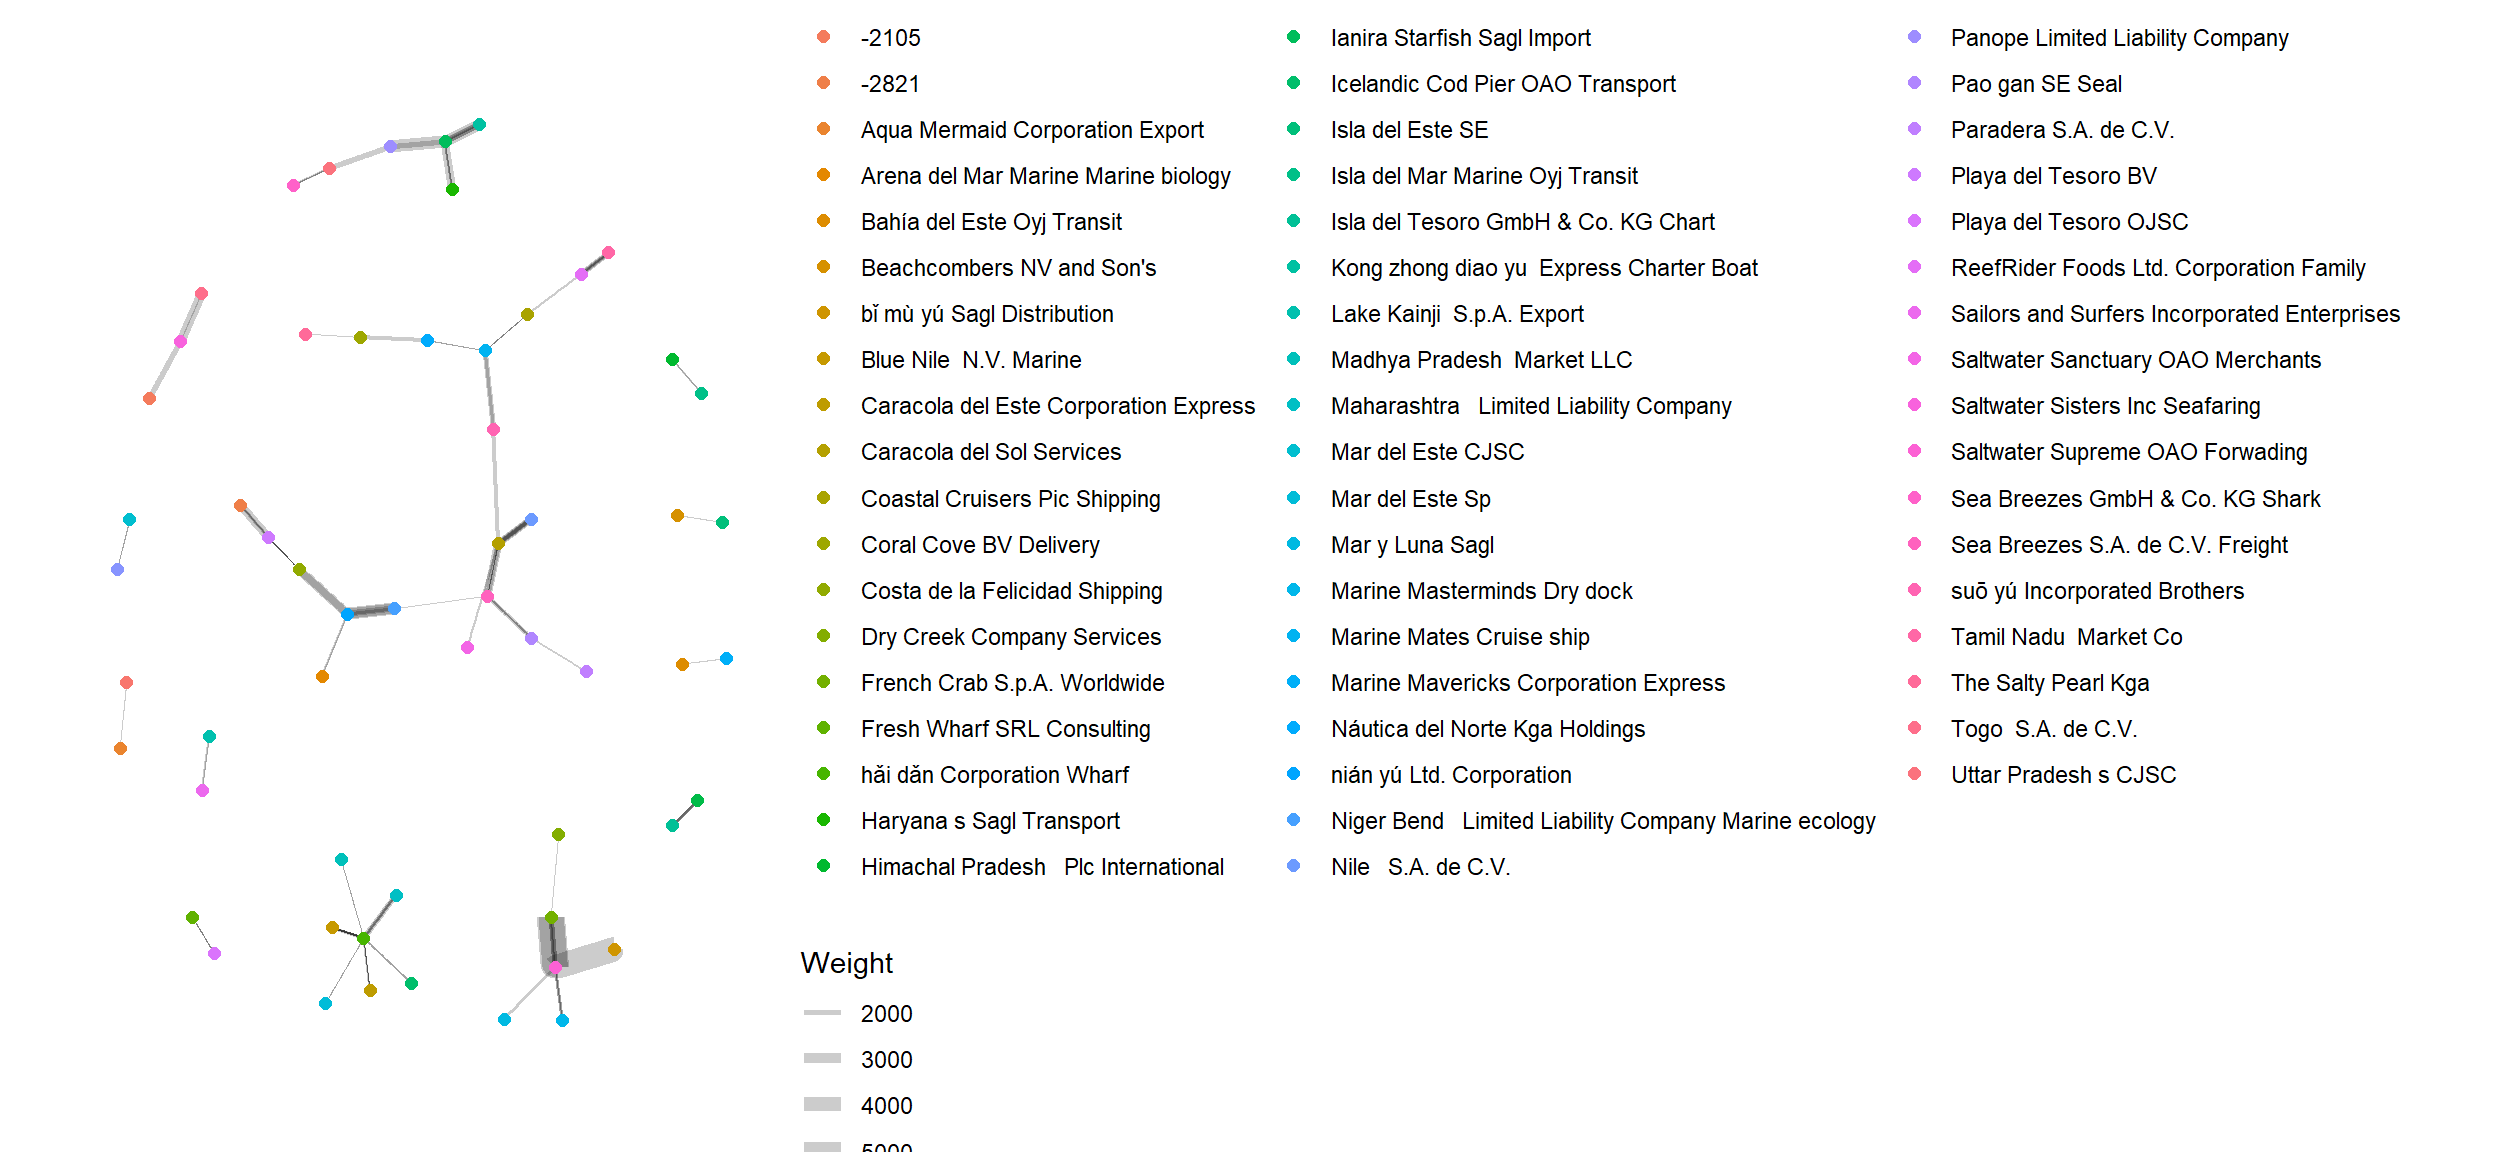 -2105
-2821
Aqua Mermaid Corporation Export
Arena del Mar Marine Marine biology
Bahía del Este Oyj Transit
Beachcombers NV and Son's
bǐ mù yú Sagl Distribution
Blue Nile  N.V. Marine
Caracola del Este Corporation Express
Caracola del Sol Services
Coastal Cruisers Pic Shipping
Coral Cove BV Delivery
Costa de la Felicidad Shipping
Dry Creek Company Services
French Crab S.p.A. Worldwide
Fresh Wharf SRL Consulting
hǎi dǎn Corporation Wharf
Haryana s Sagl Transport
Himachal Pradesh   Plc International
Ianira Starfish Sagl Import
Icelandic Cod Pier OAO Transport
Isla del Este SE
Isla del Mar Marine Oyj Transit
Isla del Tesoro GmbH & Co. KG Chart
Kong zhong diao yu  Express Charter Boat
Lake Kainji  S.p.A. Export
Madhya Pradesh  Market LLC
Maharashtra   Limited Liability Company
Mar del Este CJSC
Mar del Este Sp
Mar y Luna Sagl
Marine Masterminds Dry dock
Marine Mates Cruise ship
Marine Mavericks Corporation Express
Náutica del Norte Kga Holdings
nián yú Ltd. Corporation
Niger Bend   Limited Liability Company Marine ecology
Nile   S.A. de C.V.
Panope Limited Liability Company
Pao gan SE Seal
Paradera S.A. de C.V.
Playa del Tesoro BV
Playa del Tesoro OJSC
ReefRider Foods Ltd. Corporation Family
Sailors and Surfers Incorporated Enterprises
Saltwater Sanctuary OAO Merchants
Saltwater Sisters Inc Seafaring
Saltwater Supreme OAO Forwading
Sea Breezes GmbH & Co. KG Shark
Sea Breezes S.A. de C.V. Freight
suō yú Incorporated Brothers
Tamil Nadu  Market Co
The Salty Pearl Kga
Togo  S.A. de C.V.
Uttar Pradesh s CJSC
Weight
2000
3000
4000
5000